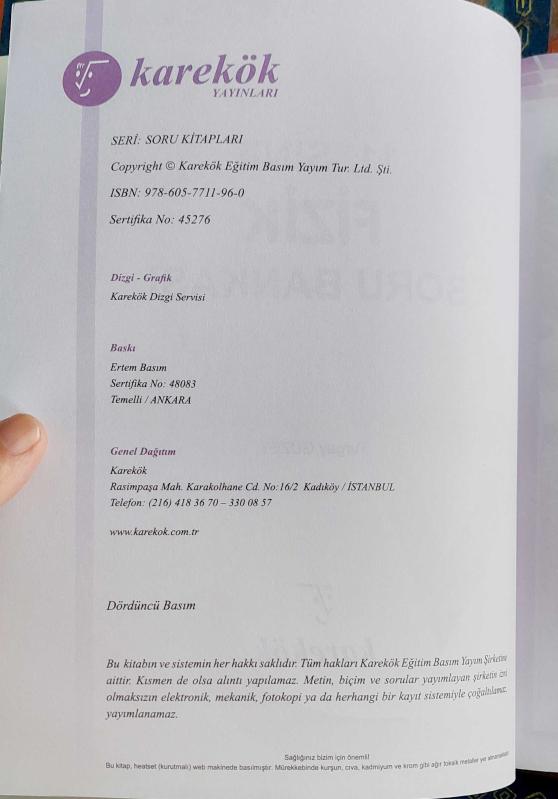 karekök
YAYINLARI
SERİ: SORU KİTAPLARI
Copyright © Karekök Eğitim Basım Yayım Tur. Ltd. Şti.
ISBN: 978-605-7711-96-0
Sertifika No: 45276
Dizgi - Grafik
Karekök Dizgi Servisi
Baskı
Ertem Basım
Sertifika No: 48083
Temelli / ANKARA
Genel Dağıtım
Karekök
Rasimpaşa Mah. Karakolhane Cd. No:16/2 Kadıköy / İSTANBUL
Telefon: (216) 418 36 70 – 330 08 57
www.karekok.com.tr
Dördüncü Basım
Bu kitabın ve sistemin her hakkı saklıdır. Tüm hakları Karekök Eğitim Basım Yayım Şirketine
aittir. Kısmen de olsa alıntı yapılamaz. Metin, biçim ve sorular yayımlayan şirketin izni
olmaksızın elektronik, mekanik, fotokopi ya da herhangi bir kayıt sistemiyle çoğaltılamaz,
yayımlanamaz.
Sağlığınız bizim için önemli!
Bu kitap, heatset (kurutmalı) web makinede basılmıştır. Mürekkebinde kurşun, cıva, kadmiyum ve krom gibi ağır toksik metaller yer almamaktadır.
FİZİK
SORU BANKASI